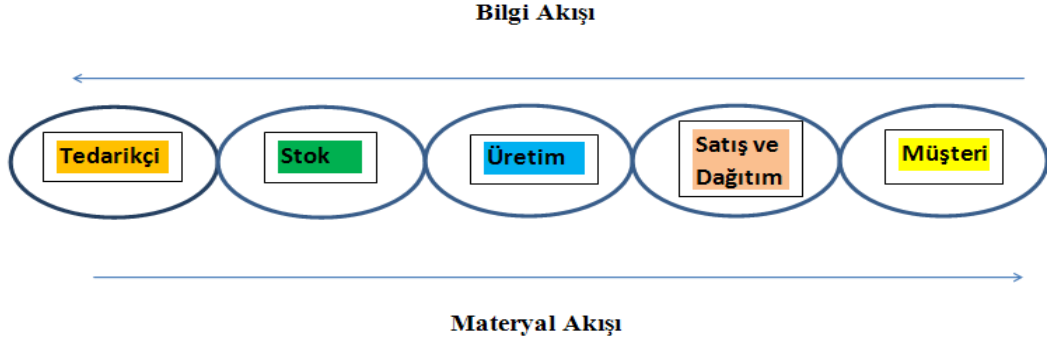 Bilgi Akışı
Tedarikçi
Stok
Üretim
Satış ve
Dağıtım
Müşteri
Materyal Akışı